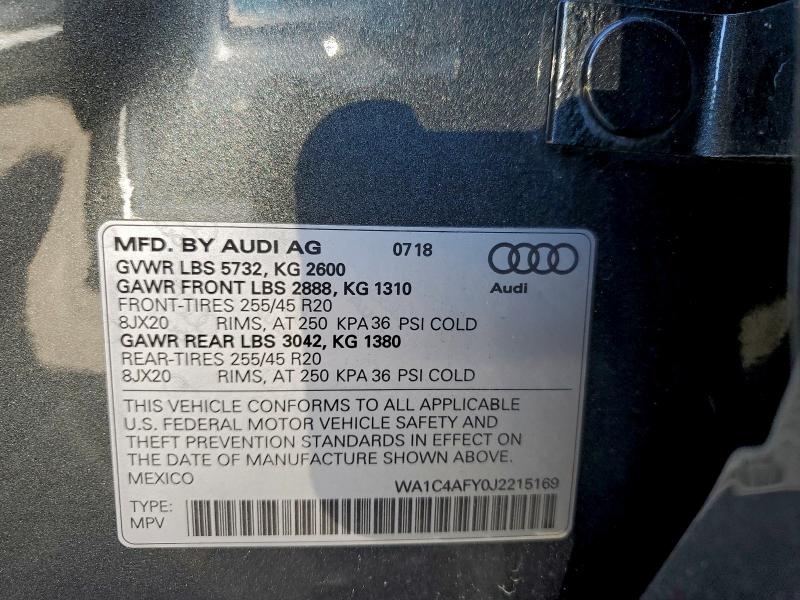 MFD. BY AUDI AG 0718
GVWR LBS 5732, KG 2600
GAWR FRONT LBS 2888, KG 1310
Audi
FRONT-TIRES 255/45 R20
8JX20 RIMS, AT 250 KPA 36 PSI COLD
GAWR REAR LBS 3042, KG 1380
REAR-TIRES 255/45 R20
8JX20 RIMS, AT 250 KPA 36 PSI COLD
THIS VEHICLE CONFORMS TO ALL APPLICABLE
U.S. FEDERAL MOTOR VEHICLE SAFETY AND
THEFT PREVENTION STANDARDS IN EFFECT ON
THE DATE OF MANUFACTURE SHOWN ABOVE.
MEXICO WA1C4AFY0J2215169
TYPE:
MPV